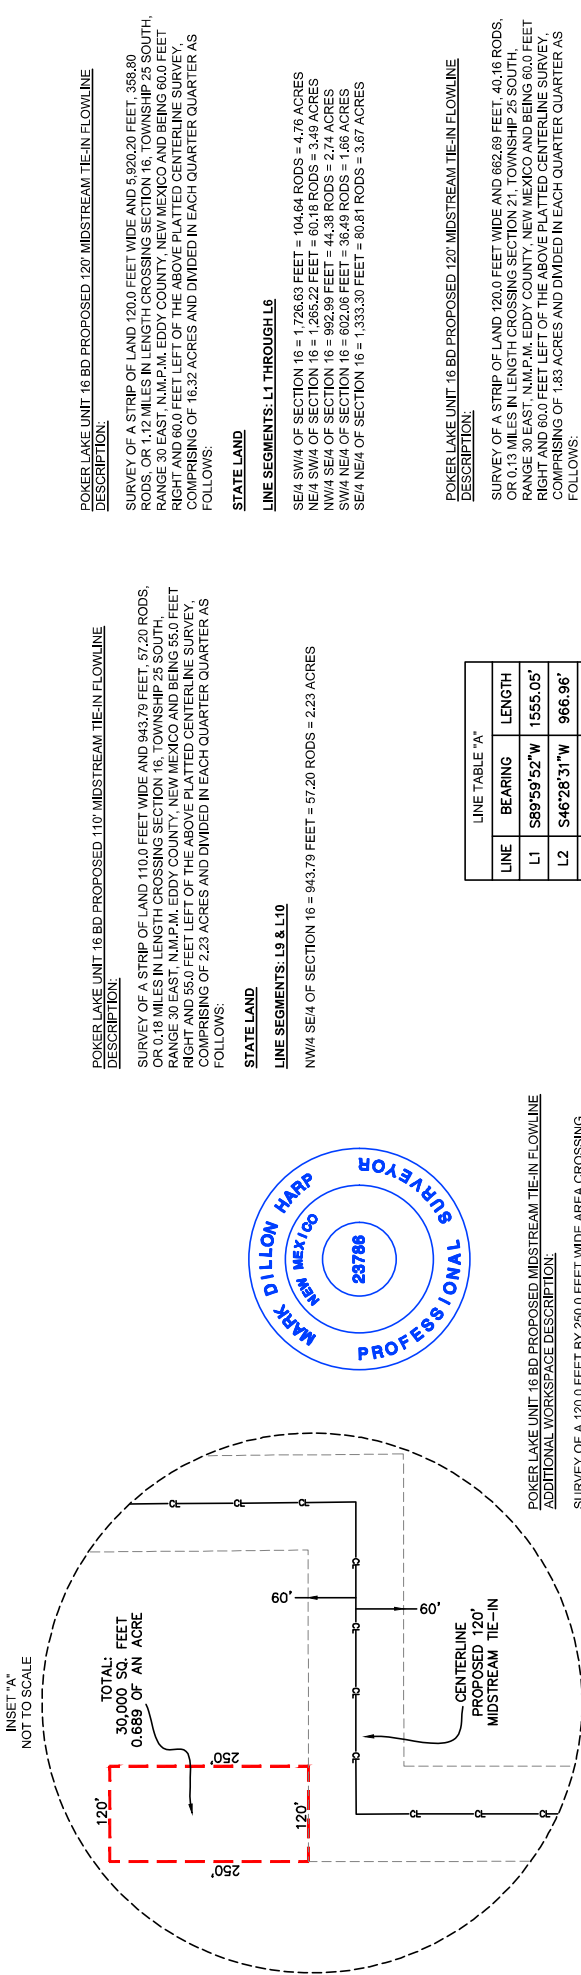 INSET "A"
NOT TO SCALE
TOTAL:
30,000 SQ. FEET
0.689 OF AN ACRE
120'
250'
250'
120'
60'
60'
CENTERLINE
PROPOSED 120'
MIDSTREAM TIE-IN
CL
CL
CL
CL
CL
CL
CL
CL
CL
CL
MARK DILLON HARP
NEW MEXICO
23786
PROFESSIONAL SURVEYOR
POKER LAKE UNIT 16 BD PROPOSED MIDSTREAM TIE-IN FLOWLINE
ADDITIONAL WORKSPACE DESCRIPTION:
SURVEY OF A 120.0 FEET BY 250.0 FEET WIDE AREA CROSSING
POKER LAKE UNIT 16 BD PROPOSED 110' MIDSTREAM TIE-IN FLOWLINE
DESCRIPTION:
SURVEY OF A STRIP OF LAND 110.0 FEET WIDE AND 943.79 FEET, 57.20 RODS,
OR 0.18 MILES IN LENGTH CROSSING SECTION 16, TOWNSHIP 25 SOUTH,
RANGE 30 EAST, N.M.P.M. EDDY COUNTY, NEW MEXICO AND BEING 55.0 FEET
RIGHT AND 55.0 FEET LEFT OF THE ABOVE PLATTED CENTERLINE SURVEY,
COMPRISING OF 2.23 ACRES AND DIVIDED IN EACH QUARTER QUARTER AS
FOLLOWS:
STATE LAND
LINE SEGMENTS: L9 & L10
NW/4 SE/4 OF SECTION 16 = 943.79 FEET = 57.20 RODS = 2.23 ACRES
LINE TABLE "A"
LINE BEARING LENGTH
L1 S89°59'52"W 1555.05'
L2 S46°28'31"W 966.96'
POKER LAKE UNIT 16 BD PROPOSED 120' MIDSTREAM TIE-IN FLOWLINE
DESCRIPTION:
SURVEY OF A STRIP OF LAND 120.0 FEET WIDE AND 5,920.20 FEET, 358.80
RODS, OR 1.12 MILES IN LENGTH CROSSING SECTION 16, TOWNSHIP 25 SOUTH,
RANGE 30 EAST, N.M.P.M. EDDY COUNTY, NEW MEXICO AND BEING 60.0 FEET
RIGHT AND 60.0 FEET LEFT OF THE ABOVE PLATTED CENTERLINE SURVEY,
COMPRISING OF 16.32 ACRES AND DIVIDED IN EACH QUARTER QUARTER AS
FOLLOWS:
STATE LAND
LINE SEGMENTS: L1 THROUGH L6
SE/4 SW/4 OF SECTION 16 = 1,726.63 FEET = 104.64 RODS = 4.76 ACRES
NE/4 SW/4 OF SECTION 16 = 1,265.22 FEET = 60.18 RODS = 3.49 ACRES
NW/4 SE/4 OF SECTION 16 = 992.99 FEET = 44.38 RODS = 2.74 ACRES
SW/4 NE/4 OF SECTION 16 = 602.06 FEET = 36.49 RODS = 1.66 ACRES
SE/4 NE/4 OF SECTION 16 = 1,333.30 FEET = 80.81 RODS = 3.67 ACRES
POKER LAKE UNIT 16 BD PROPOSED 120' MIDSTREAM TIE-IN FLOWLINE
DESCRIPTION:
SURVEY OF A STRIP OF LAND 120.0 FEET WIDE AND 662.69 FEET, 40.16 RODS,
OR 0.13 MILES IN LENGTH CROSSING SECTION 21, TOWNSHIP 25 SOUTH,
RANGE 30 EAST, N.M.P.M. EDDY COUNTY, NEW MEXICO AND BEING 60.0 FEET
RIGHT AND 60.0 FEET LEFT OF THE ABOVE PLATTED CENTERLINE SURVEY,
COMPRISING OF 1.83 ACRES AND DIVIDED IN EACH QUARTER QUARTER AS
FOLLOWS: